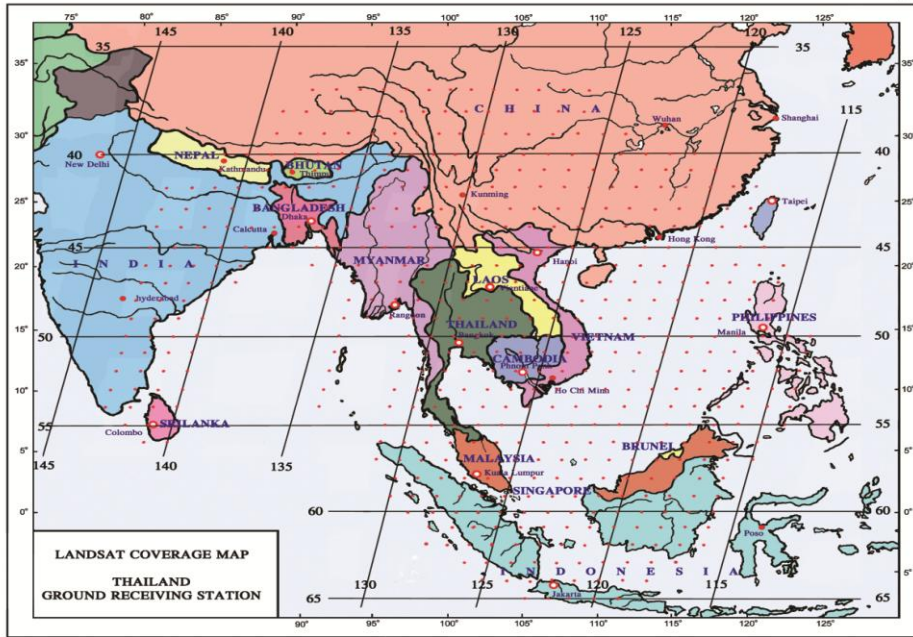 75° 80° 85° 90° 95° 100° 105° 110° 115° 120° 125°
145 140 135 130 125 120
35 35
35° 35°
115
C H I N A
Wuhan
Shanghai
30° 30°
40 40
New Delhi
NEPAL
Kathmandu
BHUTAN
Kunming
25° 25°
Taipei
BANGLADESH
Dhaka
Calcutta
Hong Kong
45 45
Hanoi
I N D I A
MYANMAR
20° 20°
LAOS
Vientiane
hyderabad
Rangoon
THAILAND
PHILIPPINES
Manila
15° 15°
50 50
Bangkok
VIETNAM
CAMBODIA
Phnom Penh
10° 10°
Ho Chi Minh
55 55
SRILANKA
Colombo
5° 5°
BRUNEI
145 140 135
MALAYSIA
Kuala Lumpur
SINGAPORE
0° 0°
60 60
Poso
LANDSAT COVERAGE MAP
THAILAND
GROUND RECEIVING STATION
I N D O N E S I A
130 125 120 115
Jakarta
65 65
90° 95° 100° 105° 110° 115° 120° 125°